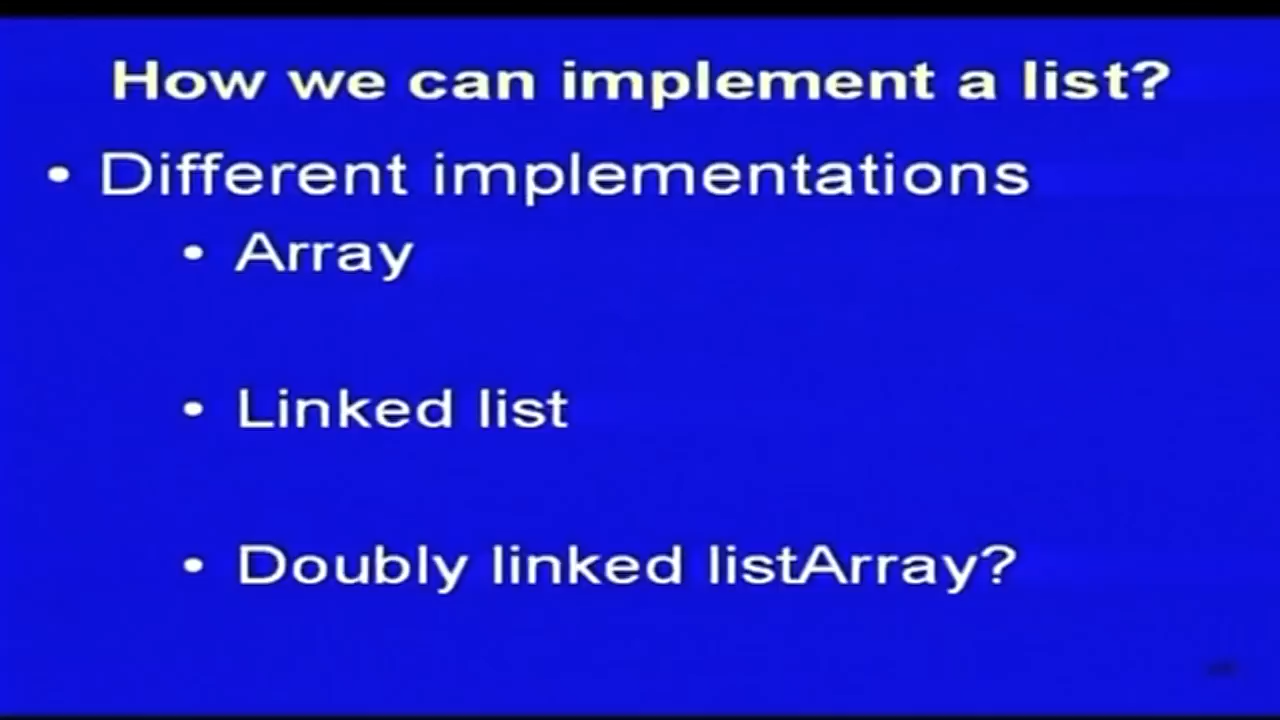 How we can implement a list?
• Different implementations
• Array
• Linked list
• Doubly linked listArray?